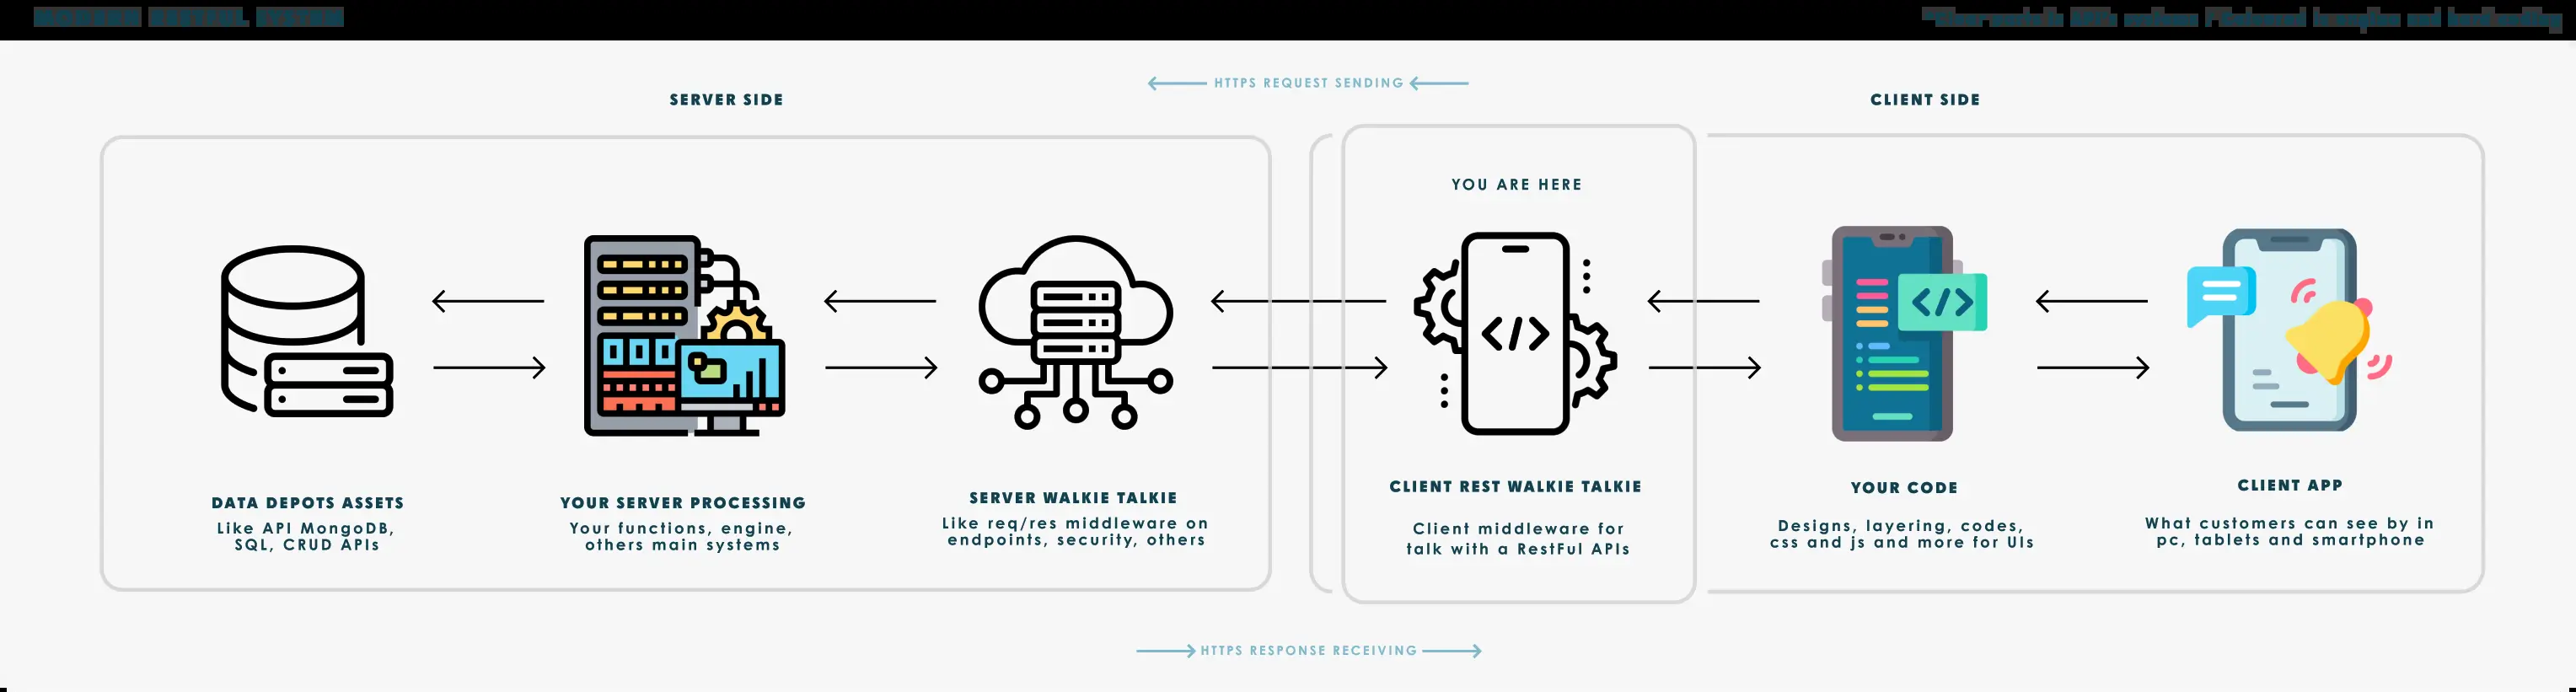 MODERN RESTFUL SYSTEM
HTTPS REQUEST SENDING
SERVER SIDE
CLIENT SIDE
YOU ARE HERE
</>
</>
DATA DEPOTS ASSETS
Like API MongoDB,
SQL, CRUD APIs
YOUR SERVER PROCESSING
Your functions, engine,
others main systems
SERVER WALKIE TALKIE
Like req/res middleware on
endpoints, security, others
CLIENT REST WALKIE TALKIE
Client middleware for
talk with a RestFul APIs
YOUR CODE
Designs, layering, codes,
css and js and more for UIs
CLIENT APP
What customers can see by in
pc, tablets and smartphone
HTTPS RESPONSE RECEIVING